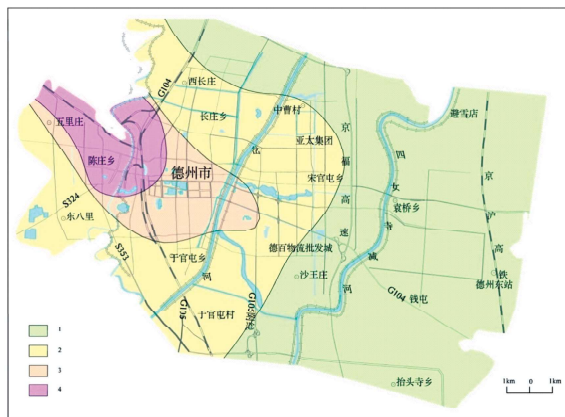 避雪店
G104
西长庄
中曹村
五里庄
长庄乡
亚太集团
京福高速
四女寺减河
京沪高铁
陈庄乡
德州市
宋官屯乡
S324
袁桥乡
东八里
德百物流批发城
S353
于官屯乡
沙王庄
德州东站
G104
钱屯
G105
于官屯村
抬头寺乡
1
2
3
4
1km 0 1km